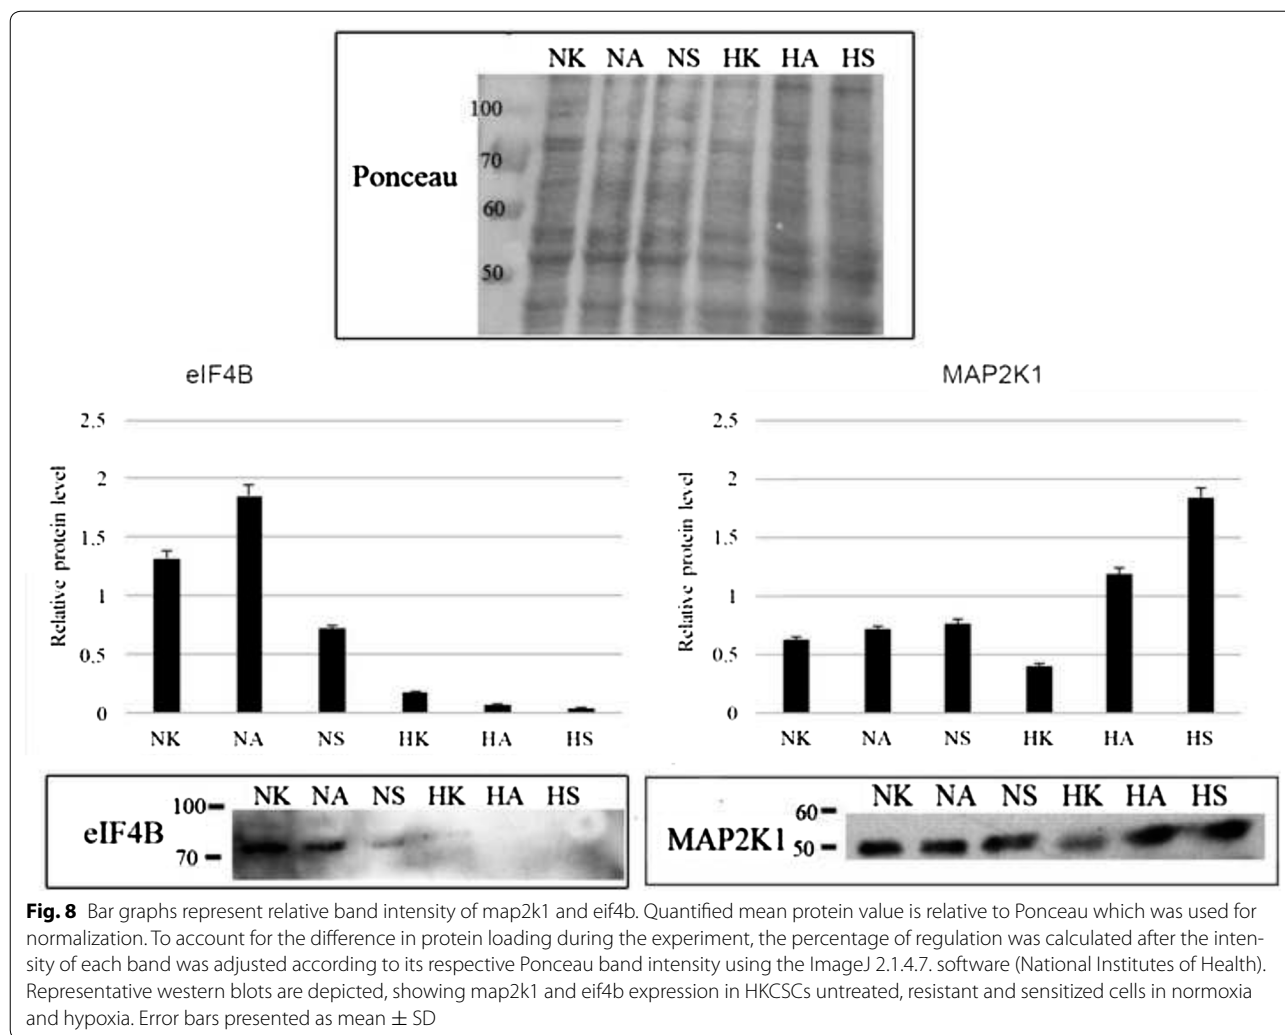 NK NA NS HK HA HS
100
70
Ponceau
60
50
eIF4B
2.5
2
1.5
1
0.5
0
Relative protein level
NK NA NS HK HA HS
MAP2K1
2.5
2
1.5
1
0.5
0
Relative protein level
NK NA NS HK HA HS
100
NK NA NS HK HA HS
eIF4B
70
NK NA NS HK HA HS
60
MAP2K1
50
Fig. 8 Bar graphs represent relative band intensity of map2k1 and eif4b. Quantified mean protein value is relative to Ponceau which was used for
normalization. To account for the difference in protein loading during the experiment, the percentage of regulation was calculated after the inten-
sity of each band was adjusted according to its respective Ponceau band intensity using the ImageJ 2.1.4.7. software (National Institutes of Health).
Representative western blots are depicted, showing map2k1 and eif4b expression in HKCSCs untreated, resistant and sensitized cells in normoxia
and hypoxia. Error bars presented as mean ± SD